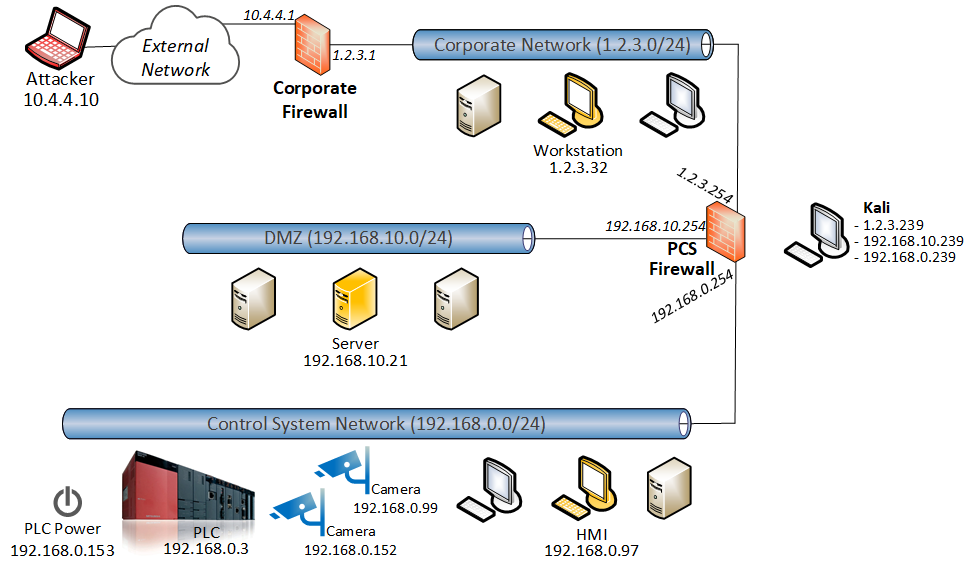 10.4.4.1
External
Network
1.2.3.1
Corporate Network (1.2.3.0/24)
Attacker
10.4.4.10
Corporate
Firewall
Workstation
1.2.3.32
1.2.3.254
Kali
- 1.2.3.239
- 192.168.10.239
- 192.168.0.239
DMZ (192.168.10.0/24)
192.168.10.254
PCS
Firewall
192.168.0.254
Server
192.168.10.21
Control System Network (192.168.0.0/24)
Camera
192.168.0.99
PLC Power
192.168.0.153
PLC
192.168.0.3
Camera
192.168.0.152
HMI
192.168.0.97